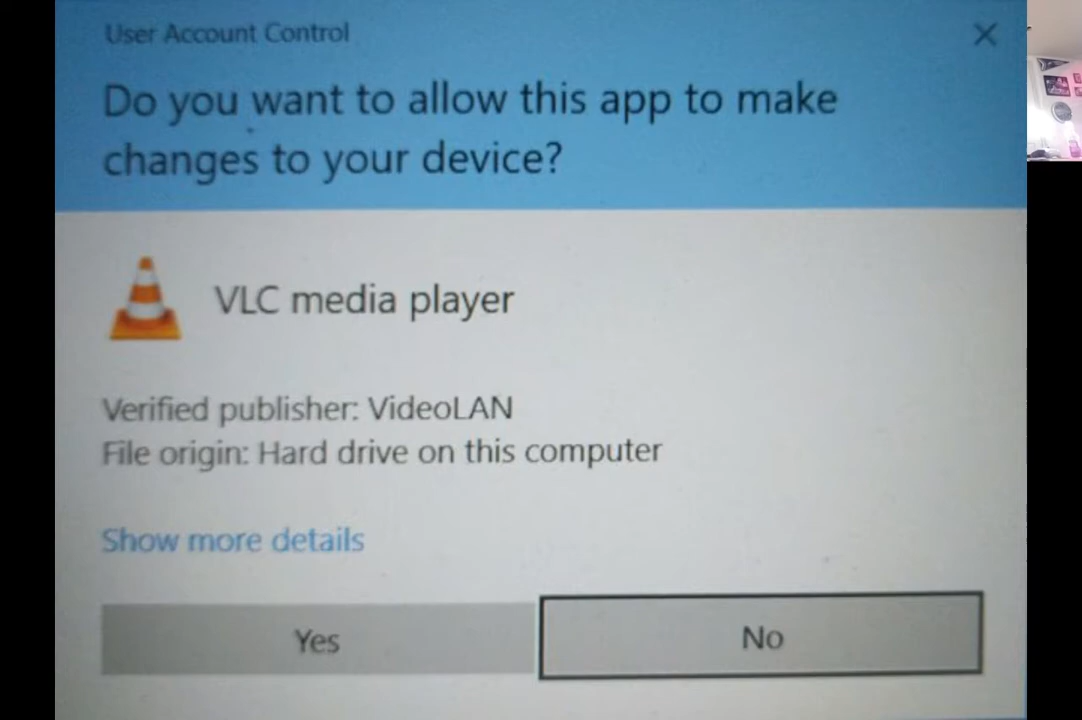 User Account Control
Do you want to allow this app to make
changes to your device?
VLC media player
Verified publisher: VideoLAN
File origin: Hard drive on this computer
Show more details
Yes
No